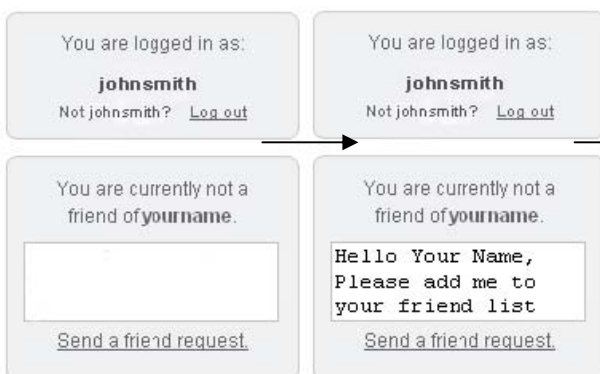 You are logged in as:
johnsmith
Not johnsmith? Log out
You are currently not a
friend of yourname.
Send a friend request.
You are logged in as:
johnsmith
Not johnsmith? Log out
You are currently not a
friend of yourname.
Hello Your Name,
Please add me to
your friend list
Send a friend request.